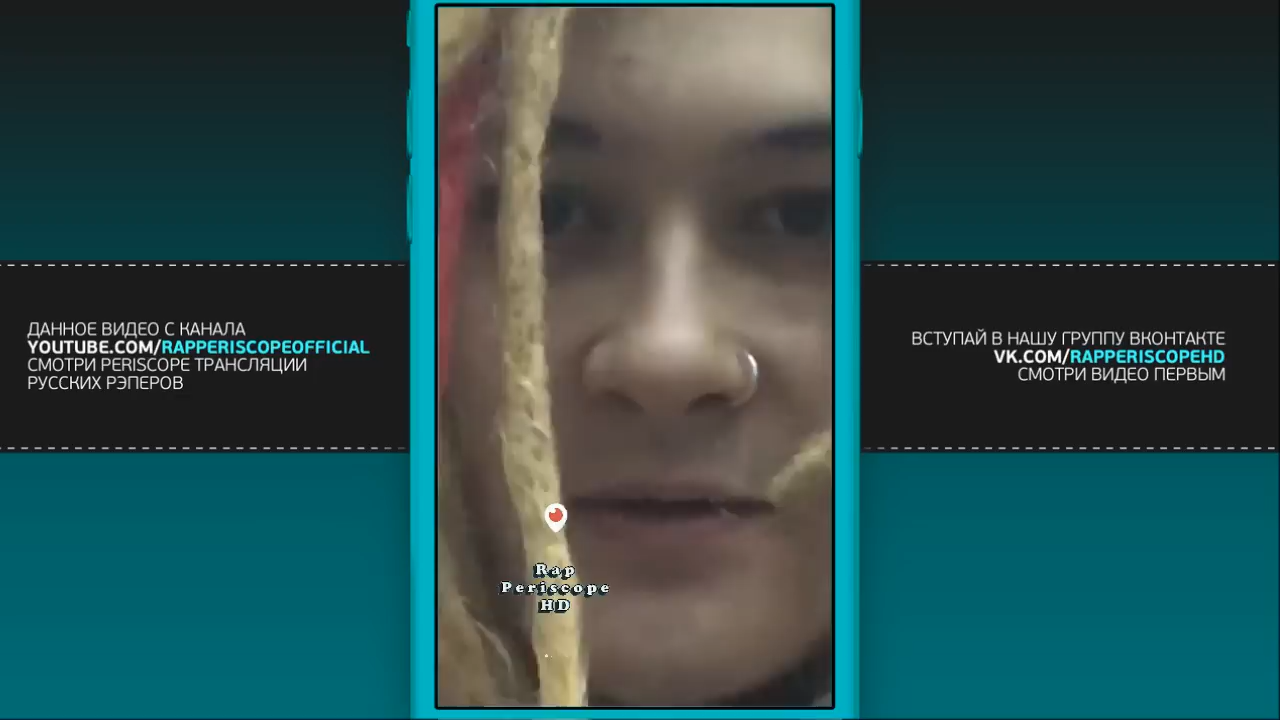 ДАННОЕ ВИДЕО С КАНАЛА
YOUTUBE.COM/RAPPERISCOPEOFFICIAL
СМОТРИ PERISCOPE ТРАНСЛЯЦИИ
РУССКИХ РЭПЕРОВ
ВСТУПАЙ В НАШУ ГРУППУ ВКОНТАКТЕ
VK.COM/RAPPERISCOPEHD
СМОТРИ ВИДЕО ПЕРВЫМ
Rap
Periscope
HD